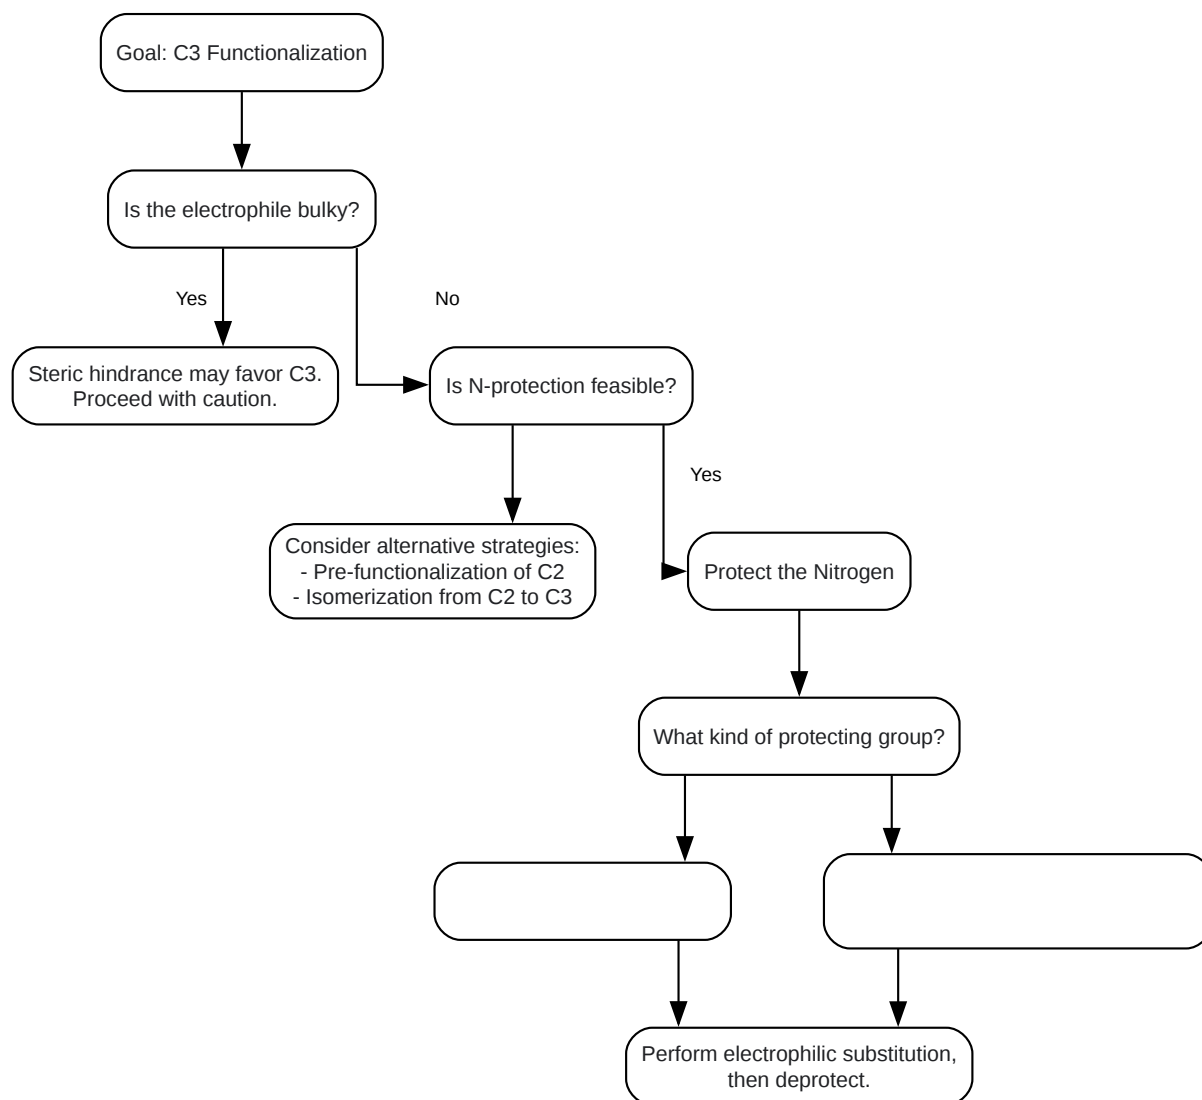 Goal: C3 Functionalization
Is the electrophile bulky?
Yes
No
Steric hindrance may favor C3.
Proceed with caution.
Is N-protection feasible?
Yes
Consider alternative strategies:
- Pre-functionalization of C2
- Isomerization from C2 to C3
Protect the Nitrogen
What kind of protecting group?
Perform electrophilic substitution,
then deprotect.